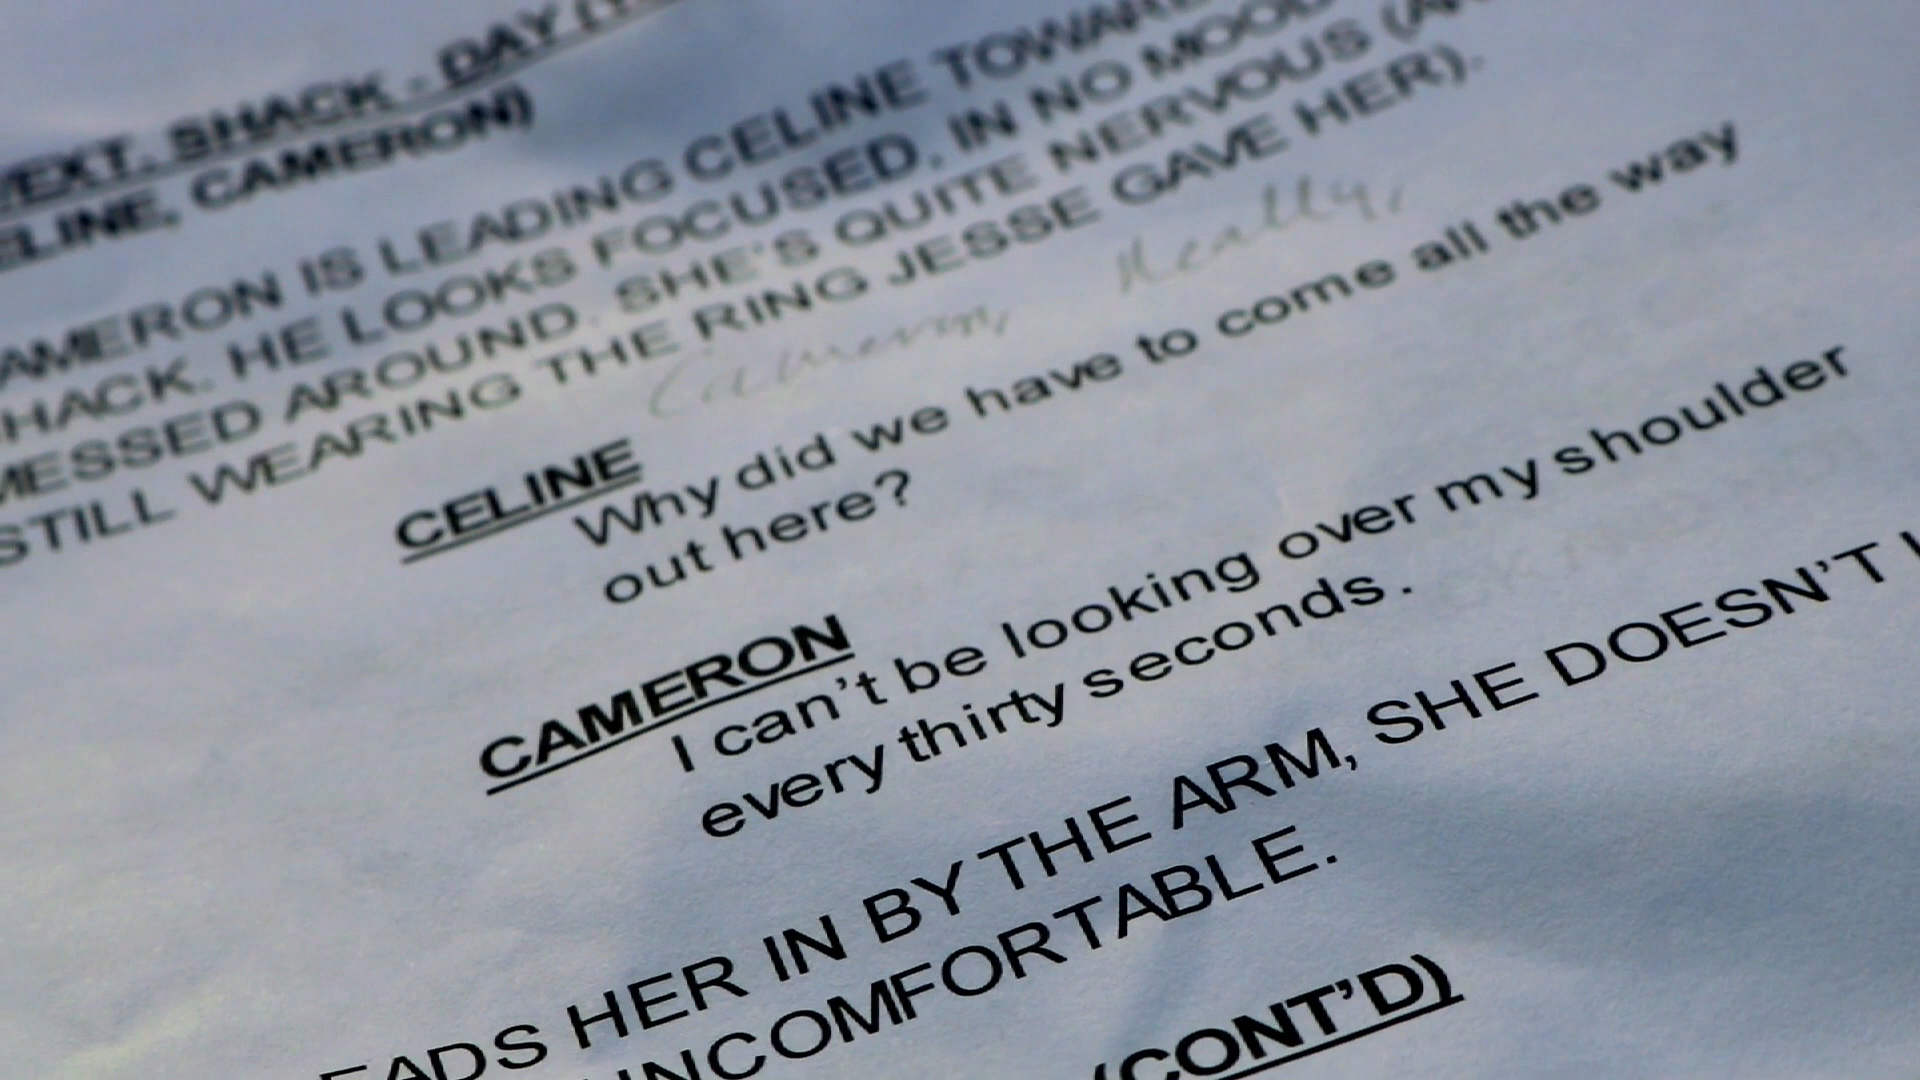 EXT. SHACK - DAY
CELINE, CAMERON)
CAMERON IS LEADING CELINE TOWARD
SHACK. HE LOOKS FOCUSED. IN NO MOOD
MESSED AROUND. SHE'S QUITE NERVOUS
STILL WEARING THE RING JESSE GAVE HER).
Cameron, Really,
CELINE
Why did we have to come all the way
out here?
CAMERON
I can't be looking over my shoulder
every thirty seconds.
EADS HER IN BY THE ARM, SHE DOESN'T
UNCOMFORTABLE.
(CONT'D)